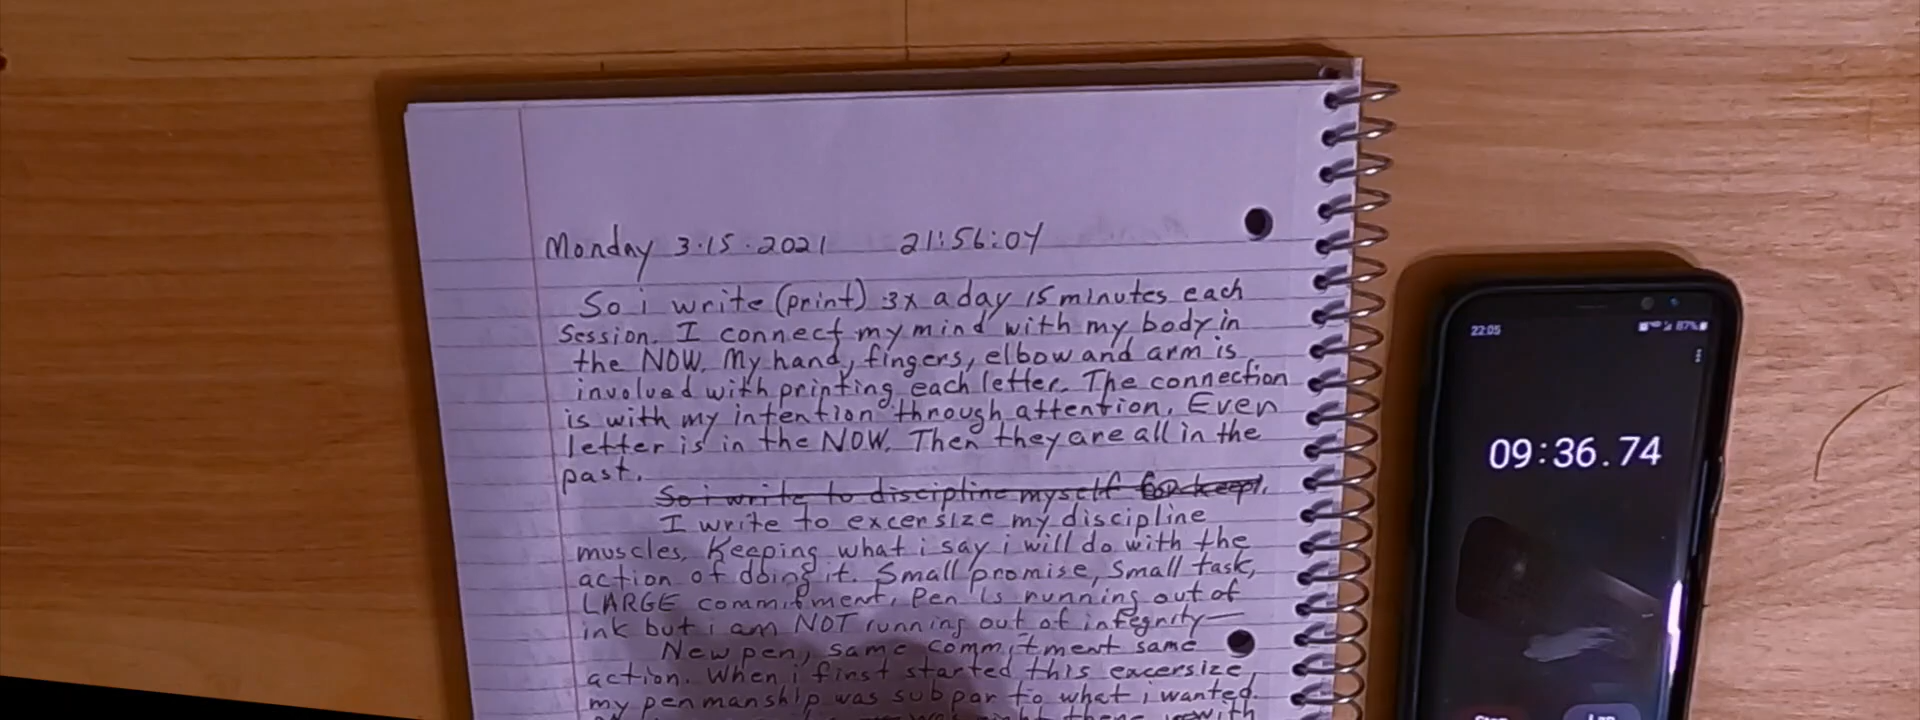 Monday 3.15.2021 21:56:04
So i write (print) 3x a day 15 minutes each
Session. I connect my mind with my body in
the NOW. My hand, fingers, elbow and arm is
involved with printing each letter. The connection
is with my intention through attention. Even
letter is in the NOW. Then they are all in the
past.
So i write to discipline myself
I write to excersize my discipline
muscles. Keeping what i say i will do with the
action of doing it. Small promise, small task,
LARGE commitment. Pen is running out of
ink but i am NOT running out of integrity—
New pen, same commitment same
action. When i first started this excersize
my penmanship was subpar to what i wanted.
with
22:05
87%
09:36.74
Stop
Lap